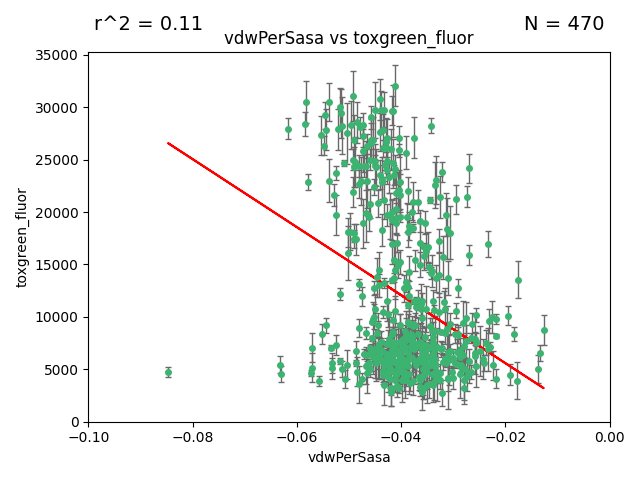 r^2 = 0.11
N = 470
vdwPerSasa vs toxgreen_fluor
35000
30000
25000
20000
15000
10000
5000
0
toxgreen_fluor
−0.10
−0.08
−0.06
−0.04
−0.02
0.00
vdwPerSasa